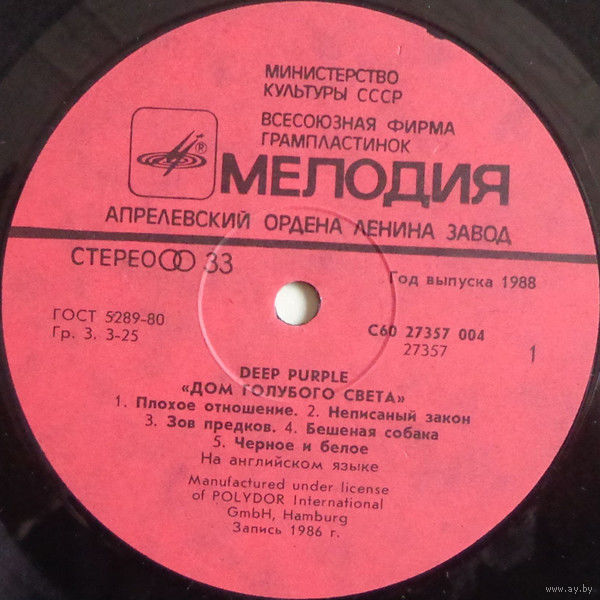 МИНИСТЕРСТВО
КУЛЬТУРЫ СССР
ВСЕСОЮЗНАЯ ФИРМА
ГРАМПЛАСТИНОК
®
МЕЛОДИЯ
АПРЕЛЕВСКИЙ ОРДЕНА ЛЕНИНА ЗАВОД
СТЕРЕО 33
Год выпуска 1988
ГОСТ 5289-80
Гр. 3. 3-25
С60 27357 004
27357
1
DEEP PURPLE
«ДОМ ГОЛУБОГО СВЕТА»
1. Плохое отношение. 2. Неписаный закон
3. Зов предков. 4. Бешеная собака
5. Черное и белое
На английском языке
Manufactured under license
of POLYDOR International
GmbH, Hamburg
Запись 1986 г.
www.ay.by